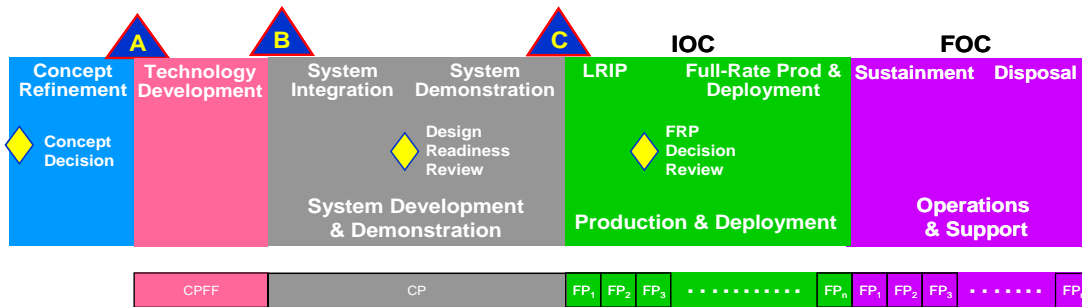 A
B
C
IOC
FOC
Concept
Refinement
Technology
Development
System
Integration
System
Demonstration
LRIP
Full-Rate Prod &
Deployment
Sustainment
Disposal
Concept
Decision
Design
Readiness
Review
FRP
Decision
Review
System Development
& Demonstration
Production & Deployment
Operations
& Support
CPFF
CP
FP1
FP2
FP3
...........
FPn
FP1
FP2
FP3
........
FP